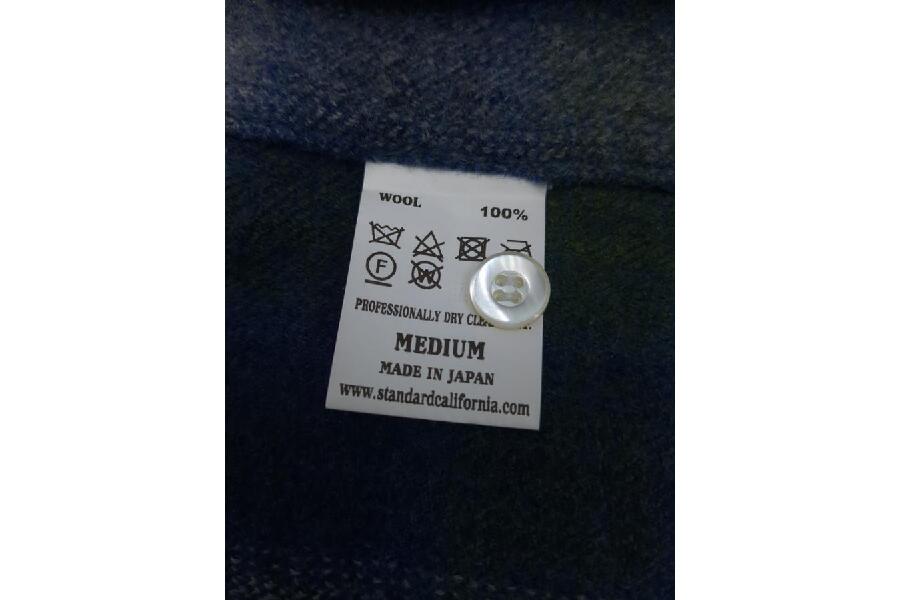 WOOL 100%
F
W
PROFESSIONALLY DRY
MEDIUM
MADE IN JAPAN
www.standardcalifornia.com